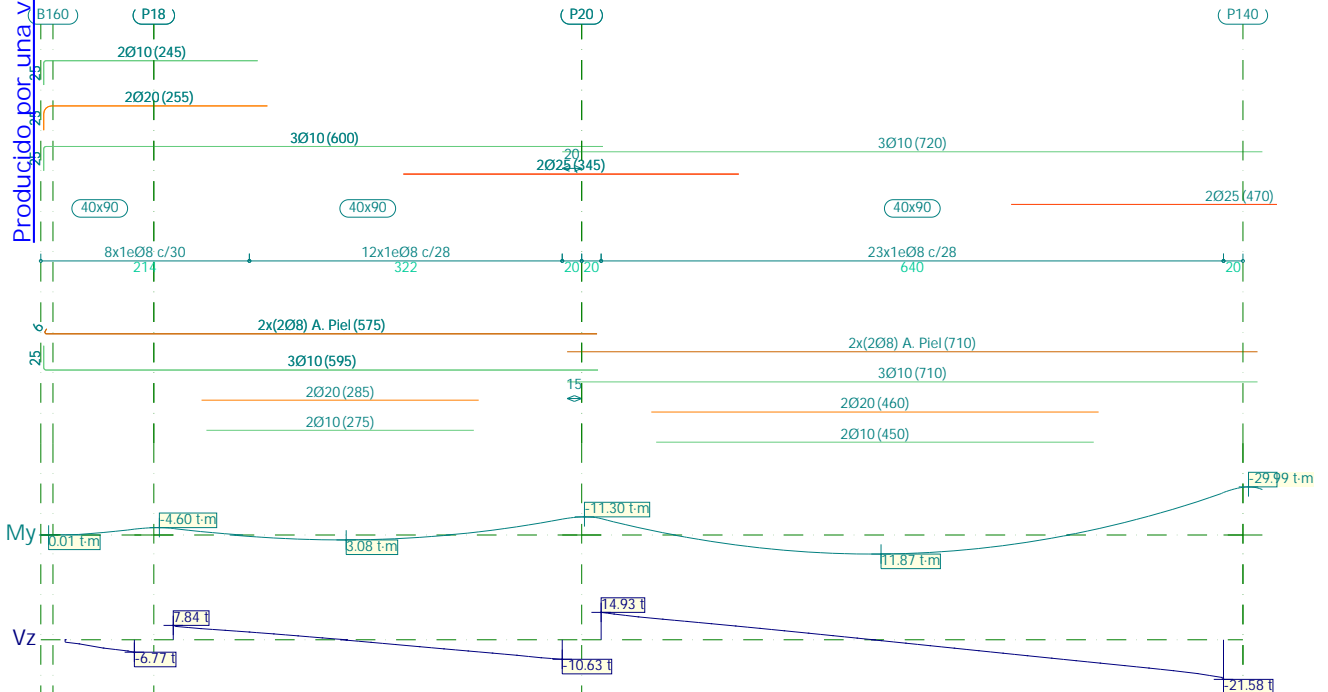 B160 P18 P20 P140
Producido por una v
2Ø10 (245)
25
2Ø20 (255)
25
3Ø10 (600)
25
3Ø10 (720)
20
2Ø25 (345)
2Ø25 (470)
40x90 40x90 40x90
8x1eØ8 c/30 12x1eØ8 c/28 23x1eØ8 c/28
214 322 20 20 640 20
6
2x(2Ø8) A. Piel (575)
2x(2Ø8) A. Piel (710)
25
3Ø10 (595)
3Ø10 (710)
15
2Ø20 (285)
2Ø20 (460)
2Ø10 (275)
2Ø10 (450)
-29.99 t·m
-11.30 t·m
-4.60 t·m
My
0.01 t·m
3.08 t·m
11.87 t·m
14.93 t
7.84 t
Vz
-6.77 t
-10.63 t
-21.58 t